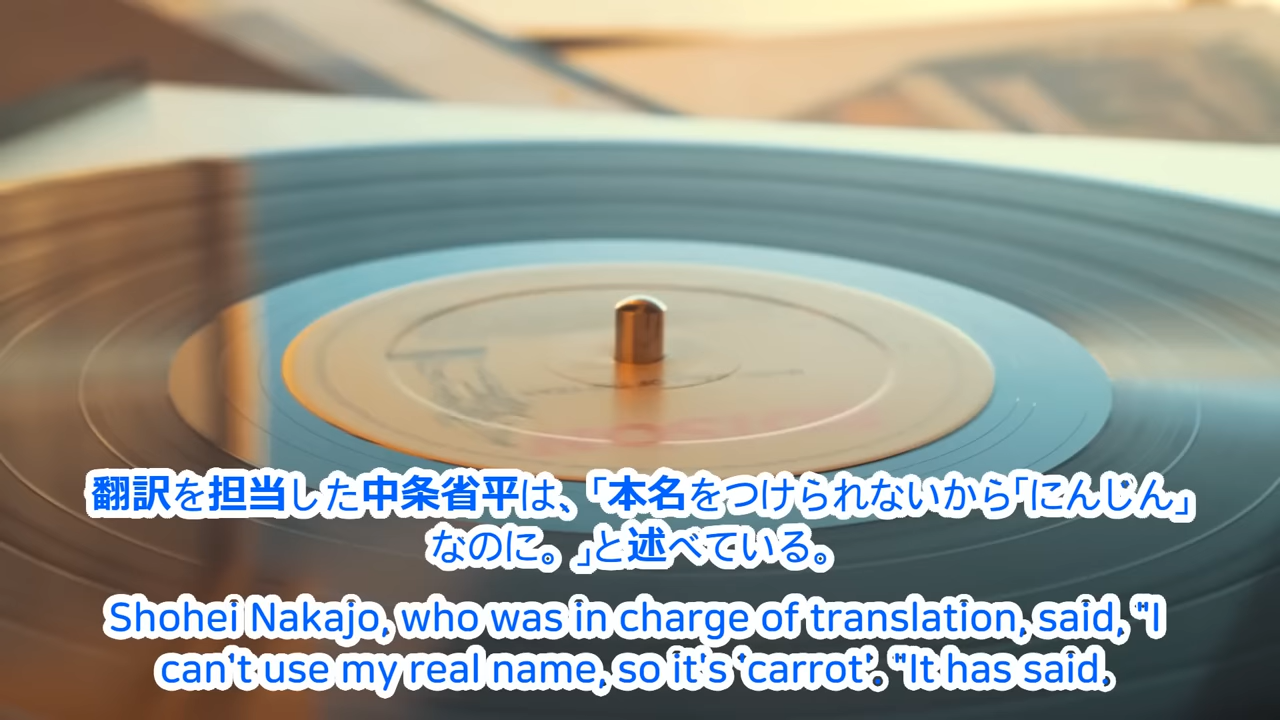 翻訳を担当した中条省平は、「本名をつけられないから「にんじん」
なのに。」と述べている。
Shohei Nakajo, who was in charge of translation, said, "I
can't use my real name, so it's 'carrot'. "It has said.